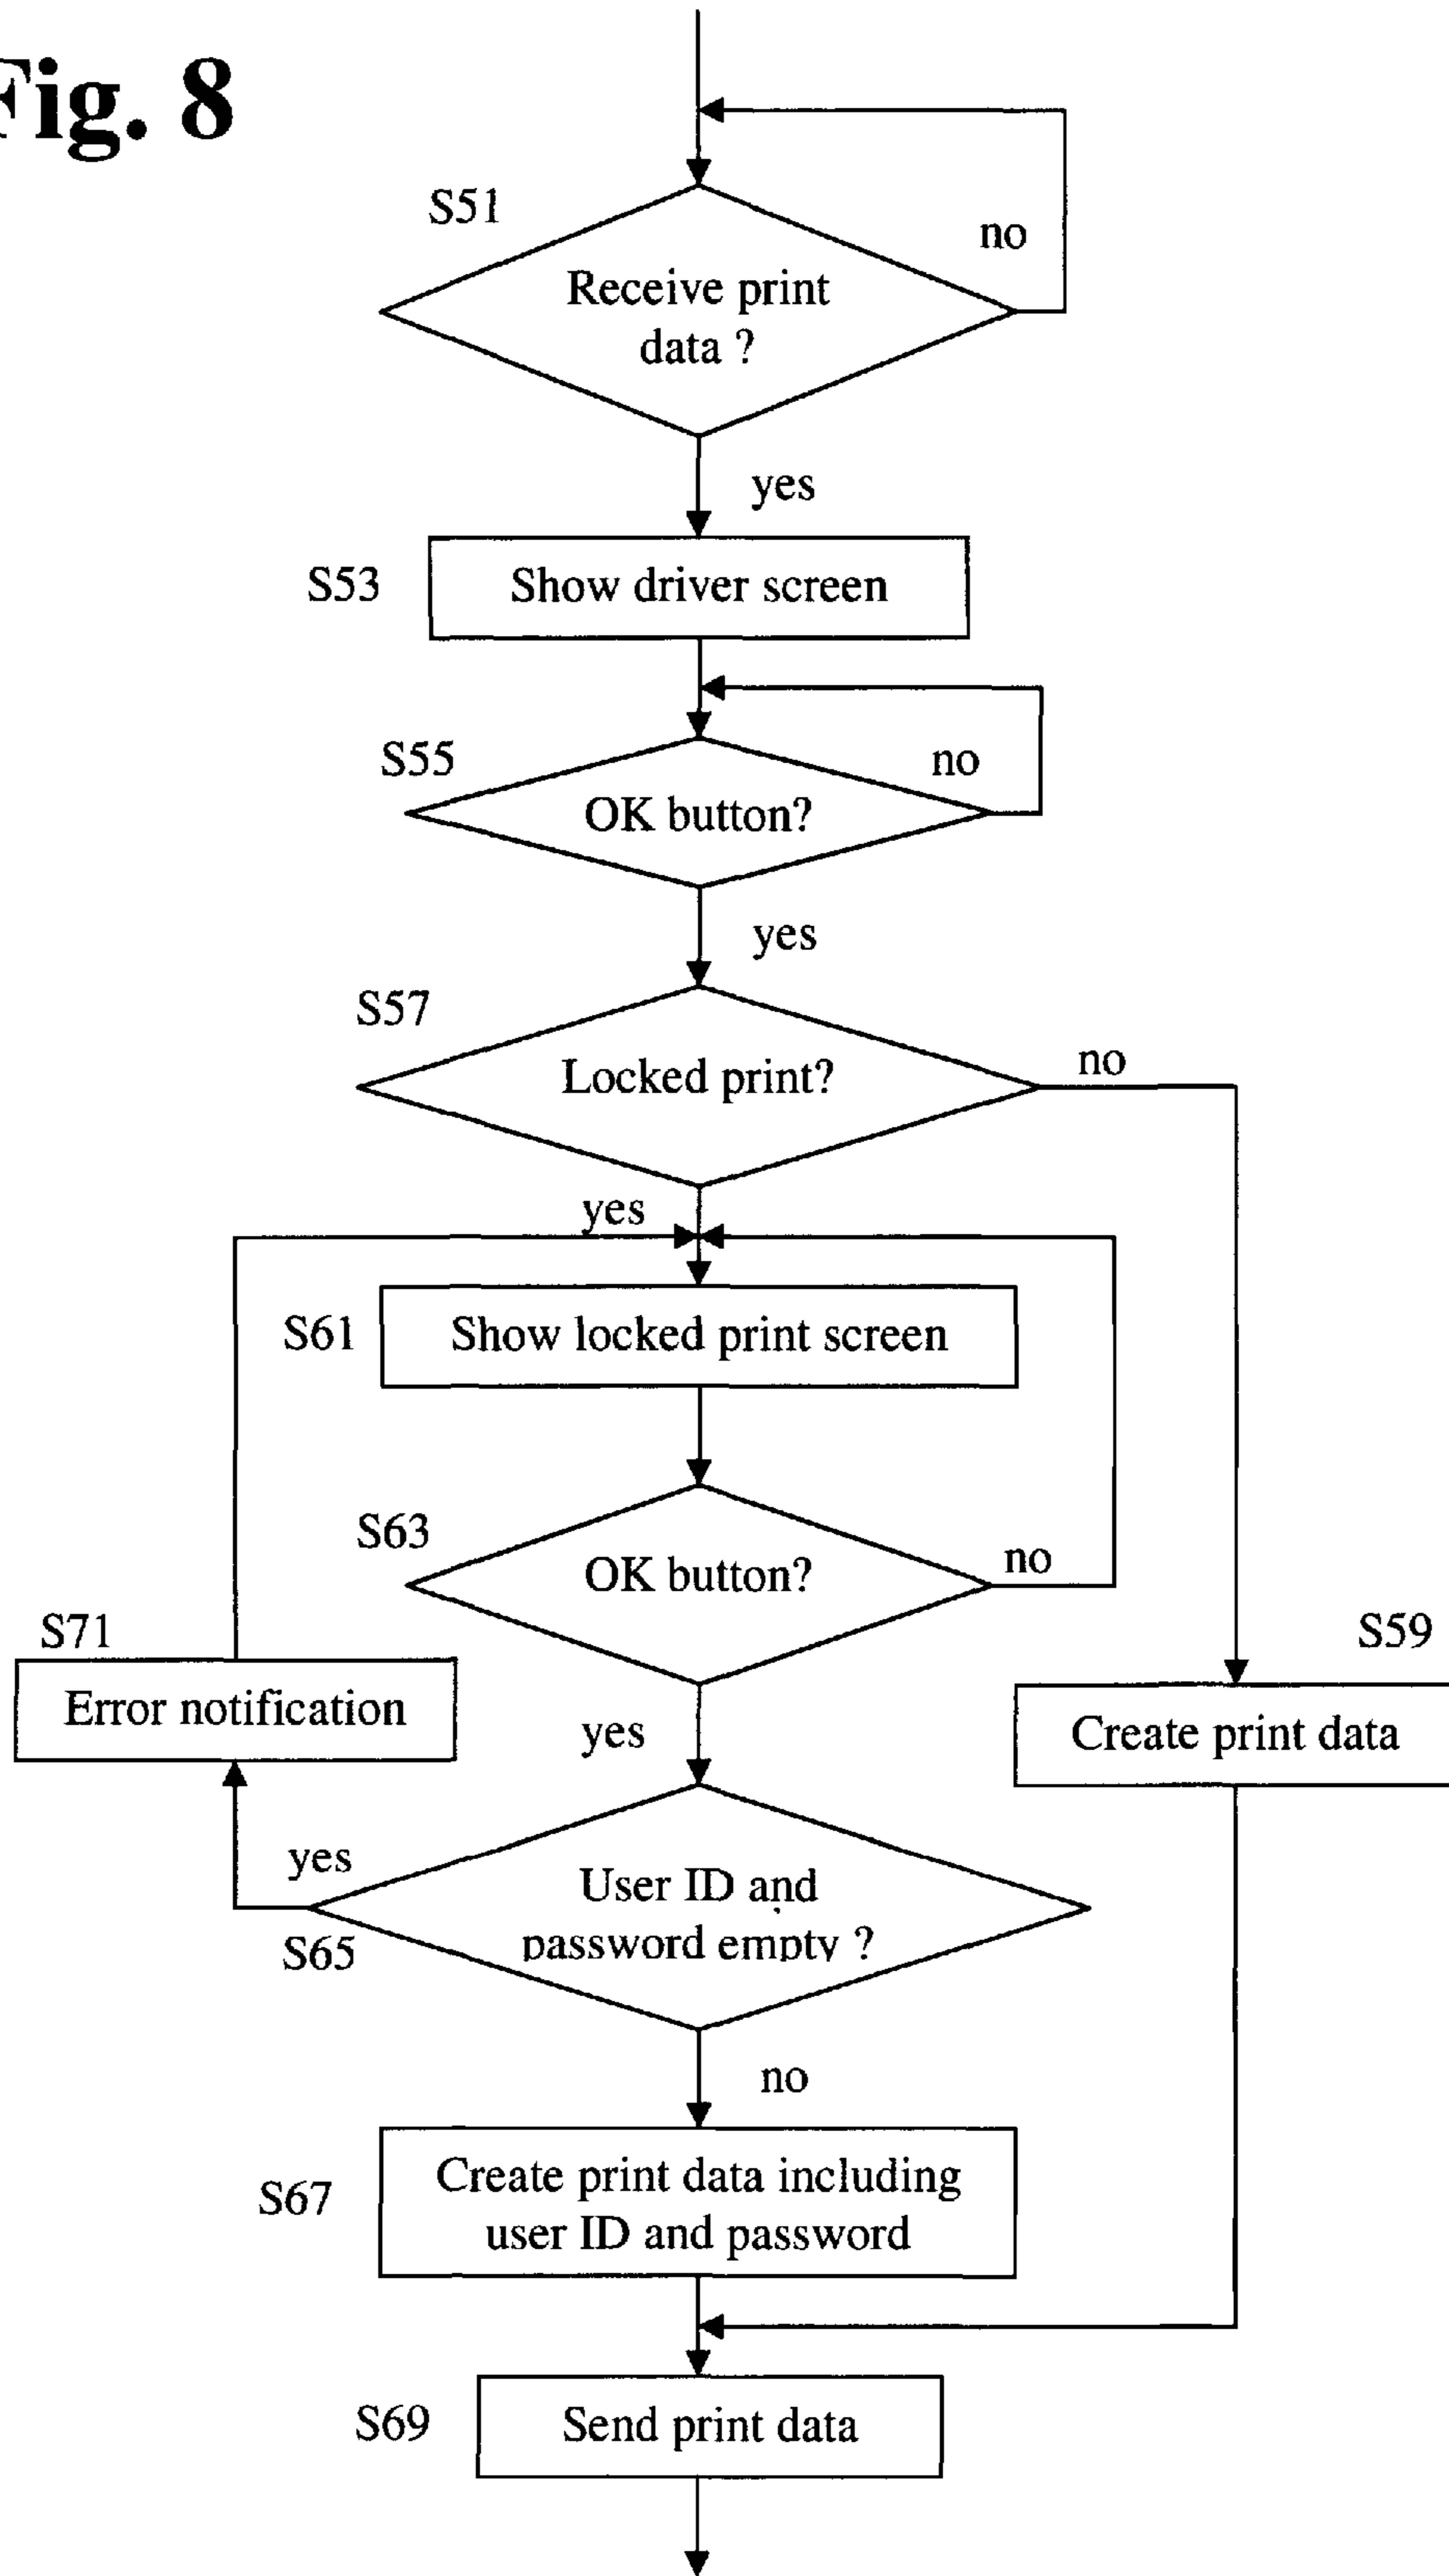 Fig. 8
S51
no
Receive print
data ?
yes
S53
Show driver screen
S55
no
OK button?
yes
S57
Locked print?
no
yes
S61
Show locked print screen
S63
OK button?
no
S71
S59
Error notification
yes
Create print data
yes
User ID and
password empty ?
S65
no
S67
Create print data including
user ID and password
S69
Send print data